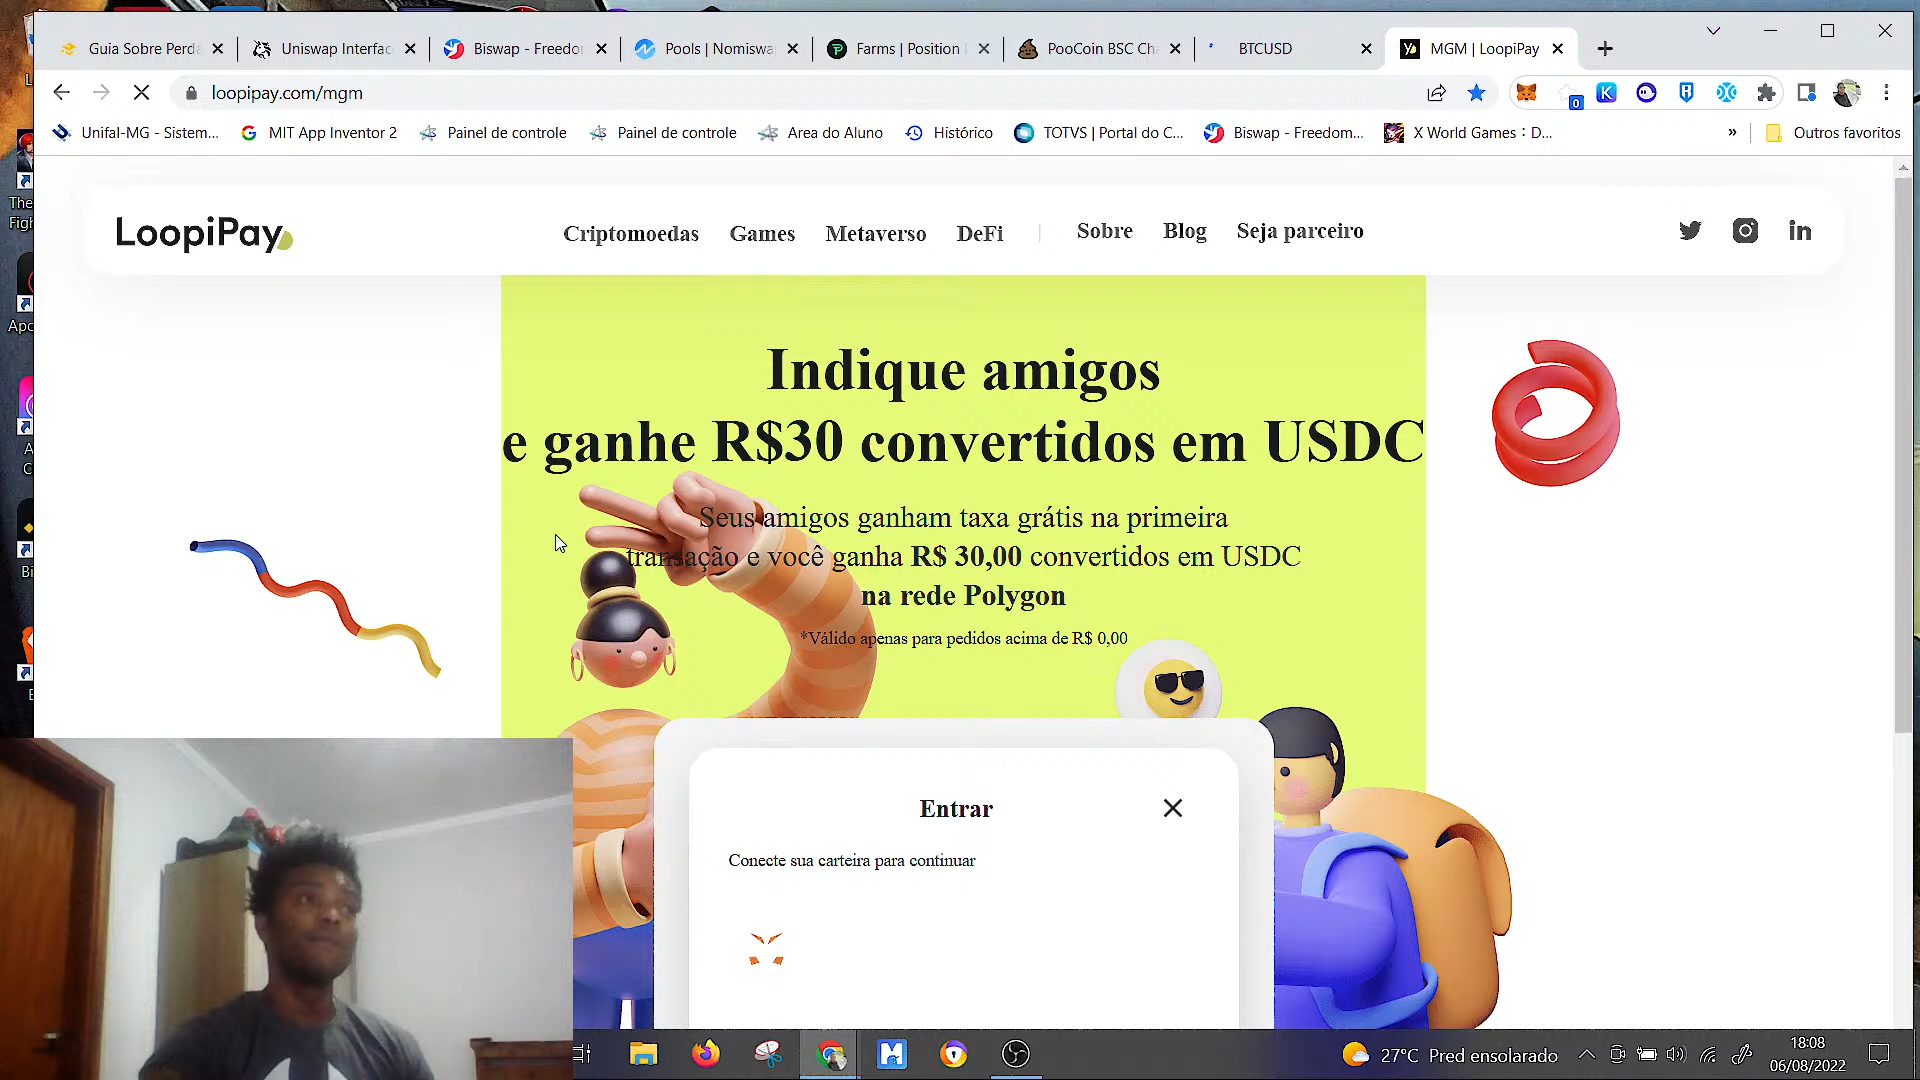 Guia Sobre Perda
Uniswap Interfac
Biswap - Freedo
Pools | Nomiswa
Farms | Position
PooCoin BSC Ch
BTCUSD
MGM | LoopiPay
loopipay.com/mgm
0
Unifal-MG - Sistem...
MIT App Inventor 2
Painel de controle
Painel de controle
Area do Aluno
Histórico
TOTVS | Portal do C...
Biswap - Freedom...
X World Games : D...
»
Outros favoritos
LoopiPay
Criptomoedas
Games
Metaverso
DeFi
Sobre
Blog
Seja parceiro
Indique amigos
e ganhe R$30 convertidos em USDC
Seus amigos ganham taxa grátis na primeira
transação e você ganha R$ 30,00 convertidos em USDC
na rede Polygon
*Válido apenas para pedidos acima de R$ 0,00
Entrar
Conecte sua carteira para continuar
The
Figh
Apo
27°C Pred ensolarado
18:08
06/08/2022